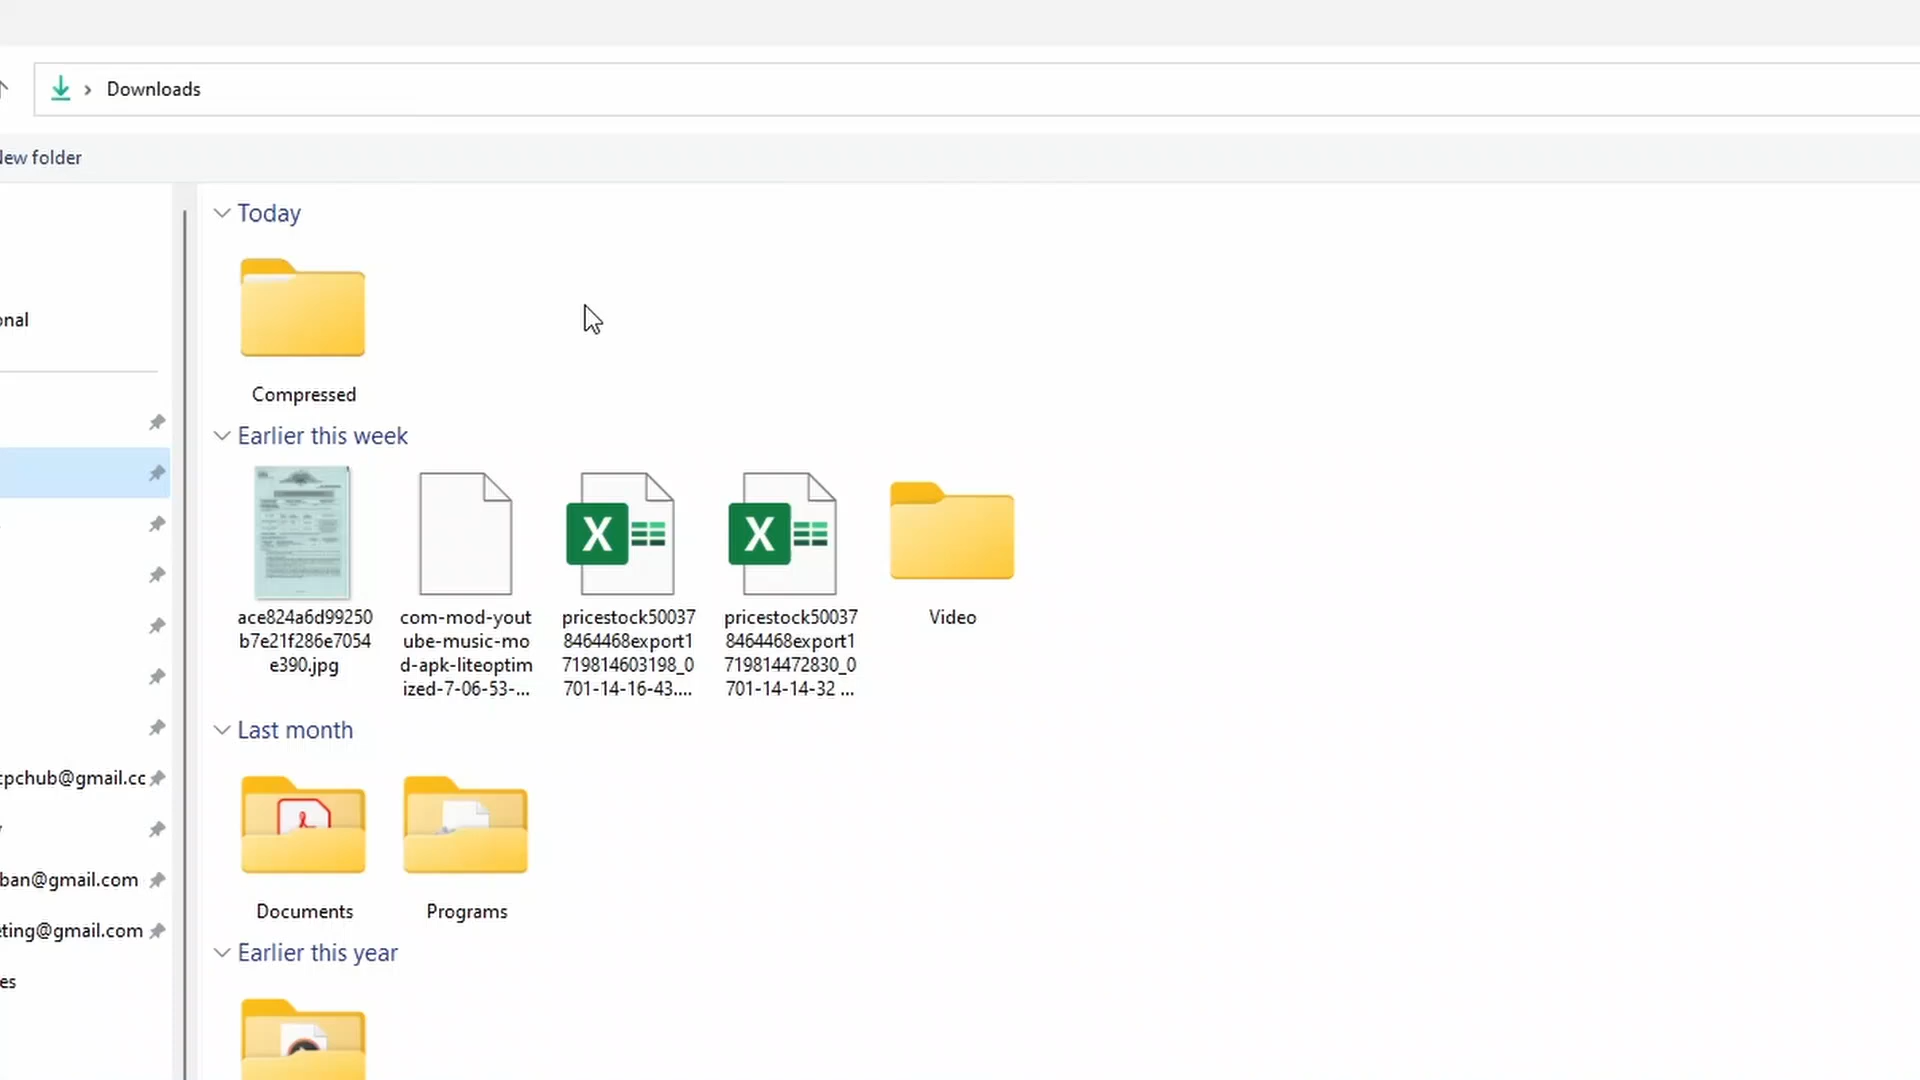 Downloads
New folder
Today
onal
Compressed
Earlier this week
ace824a6d99250
b7e21f286e7054
e390.jpg
com-mod-yout
ube-music-mo
d-apk-liteoptim
ized-7-06-53-...
pricestock50037
8464468export1
719814603198_0
701-14-16-43....
pricestock50037
8464468export1
719814472830_0
701-14-14-32 ...
Video
Last month
cpchub@gmail.cc
Documents
Programs
ban@gmail.com
eting@gmail.com
Earlier this year
es